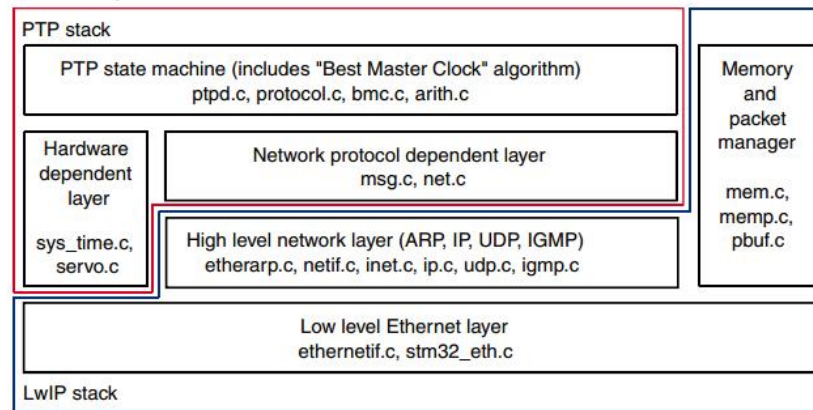 PTP stack
PTP state machine (includes "Best Master Clock" algorithm)
ptpd.c, protocol.c, bmc.c, arith.c
Memory
and
packet
manager
mem.c,
memp.c,
pbuf.c
Hardware
dependent
layer
sys_time.c,
servo.c
Network protocol dependent layer
msg.c, net.c
High level network layer (ARP, IP, UDP, IGMP)
etherarp.c, netif.c, inet.c, ip.c, udp.c, igmp.c
Low level Ethernet layer
ethernetif.c, stm32_eth.c
LwIP stack